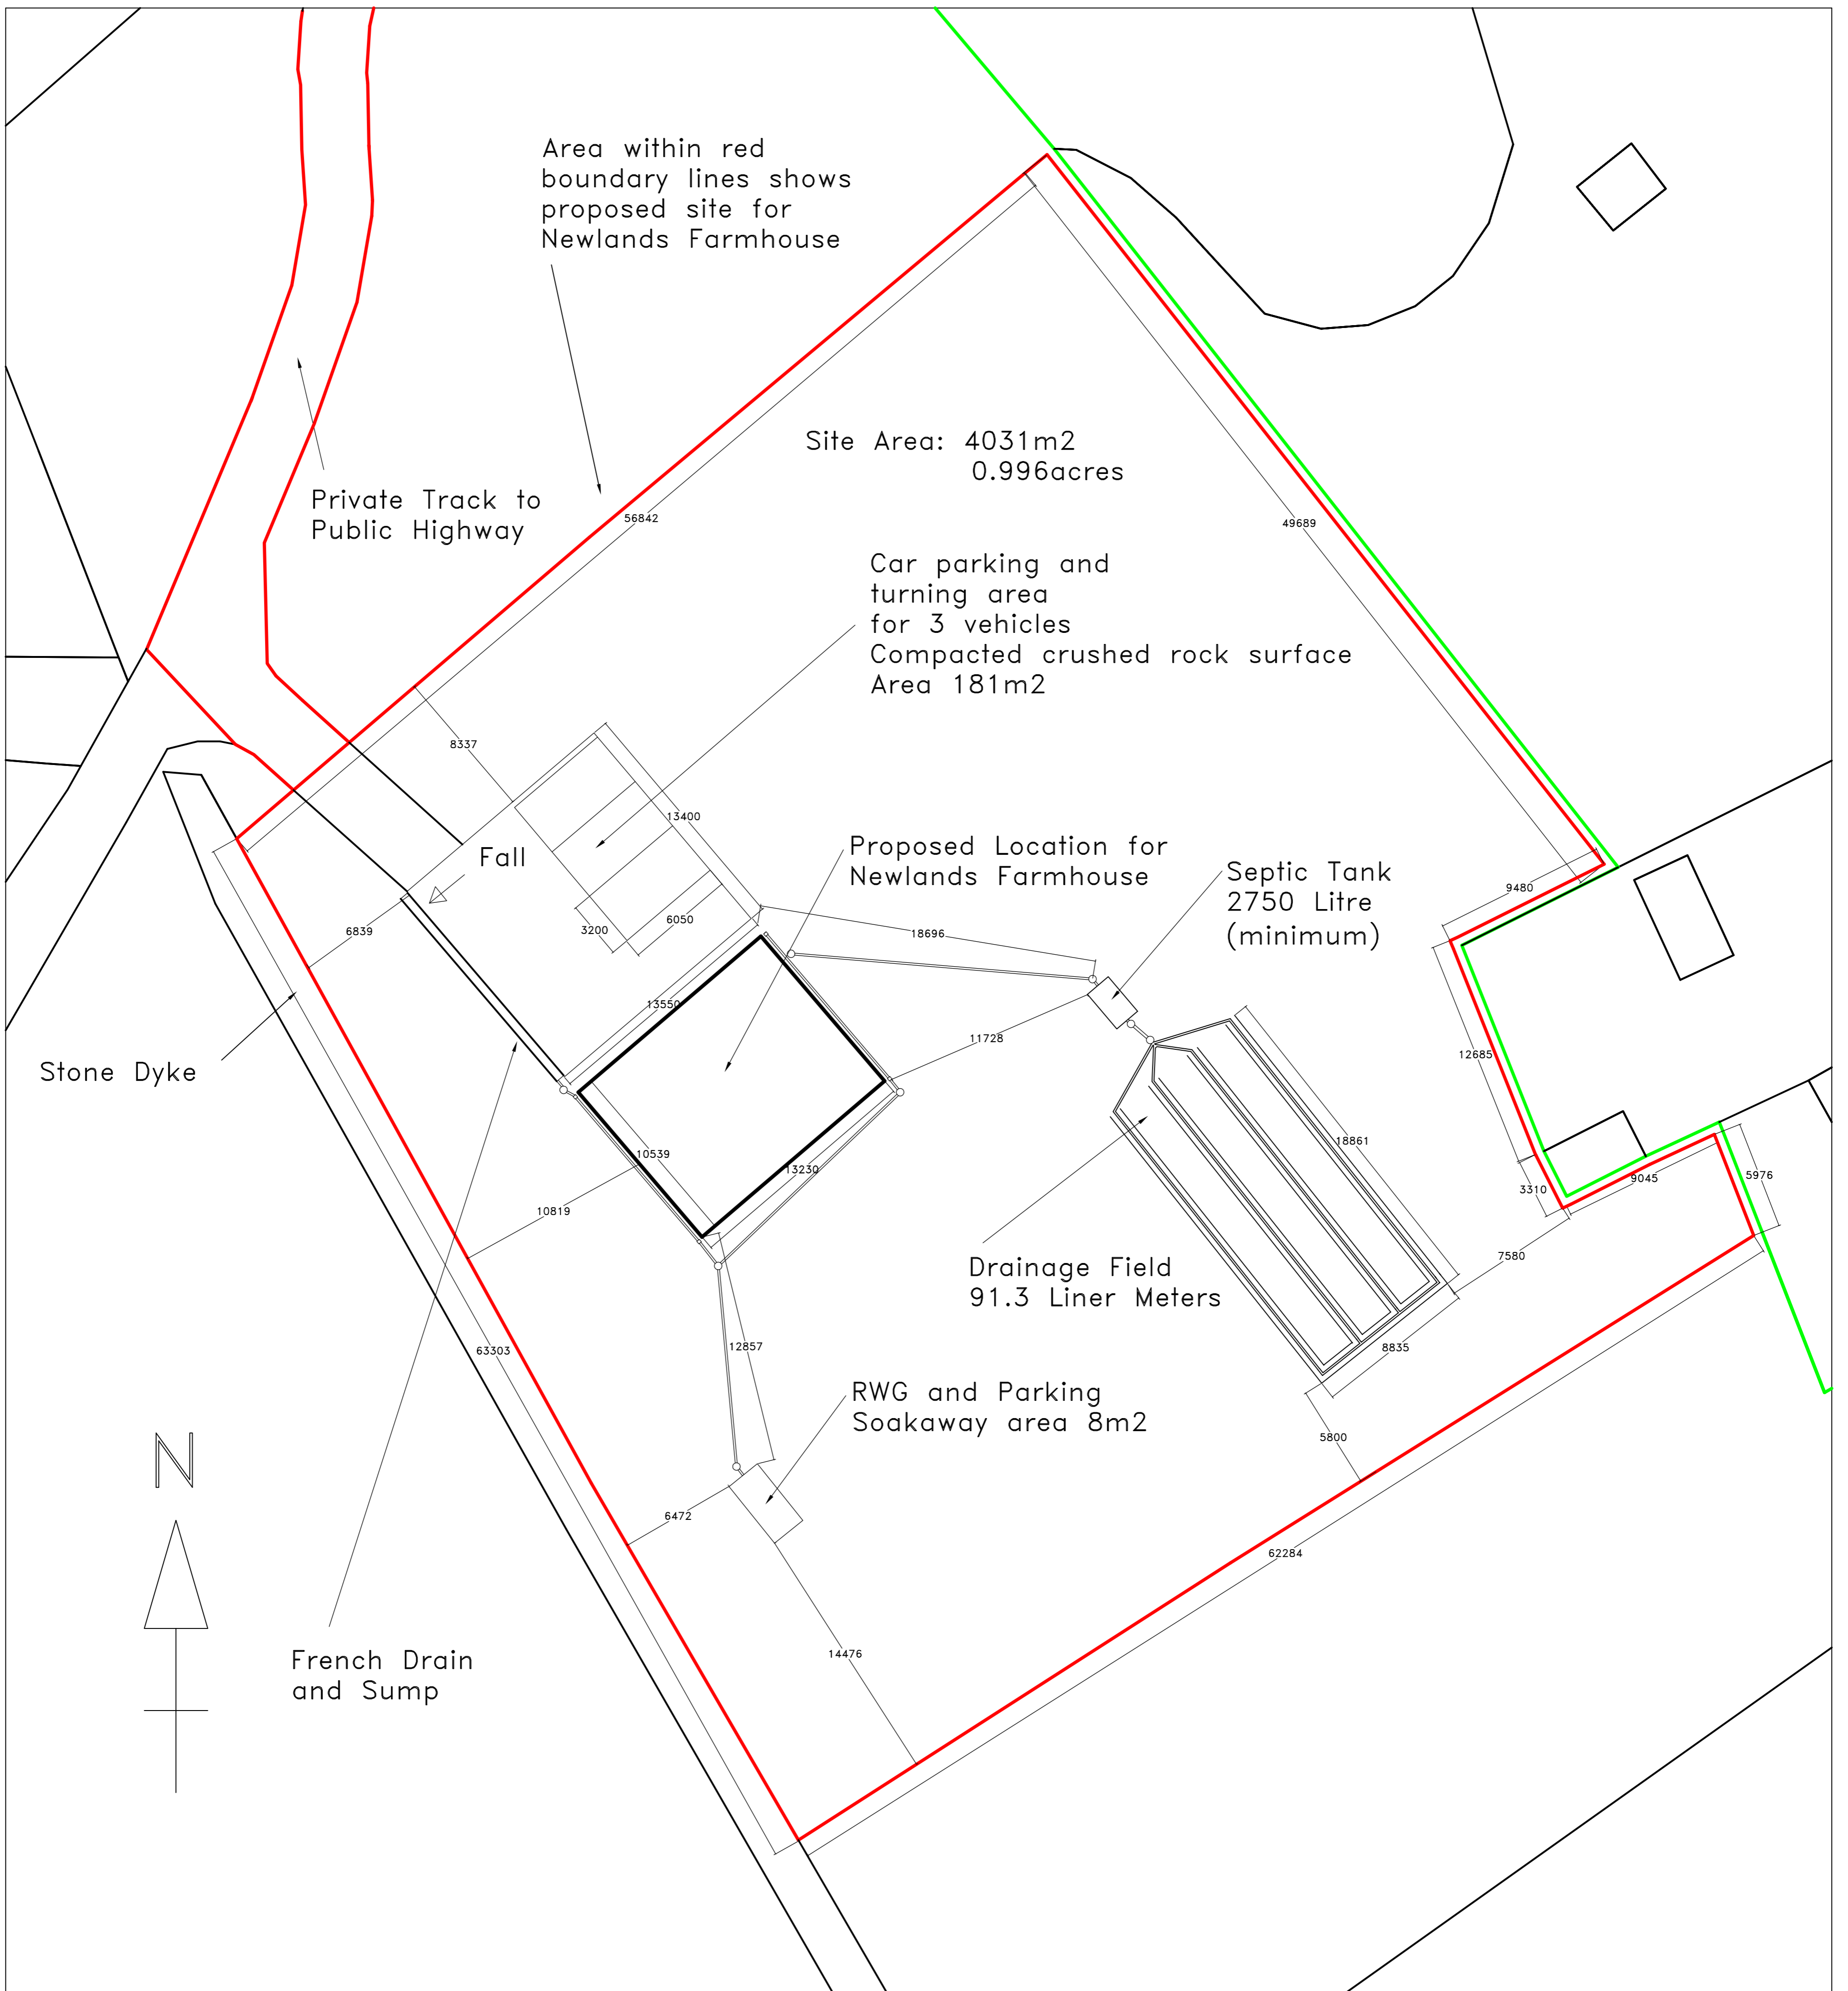 Area within red
boundary lines shows
proposed site for
Newlands Farmhouse
Site Area: 4031m2
0.996acres
Private Track to
Public Highway
56842
49689
Car parking and
turning area
for 3 vehicles
Compacted crushed rock surface
Area 181m2
8337
13400
Fall
Proposed Location for
Newlands Farmhouse
Septic Tank
2750 Litre
(minimum)
9480
6839
3200
6050
18696
13550
11728
12685
Stone Dyke
18861
10539
13230
3310
9045
5976
10819
7580
Drainage Field
91.3 Liner Meters
63303
12857
8835
RWG and Parking
Soakaway area 8m2
5800
N
6472
62284
14476
French Drain
and Sump